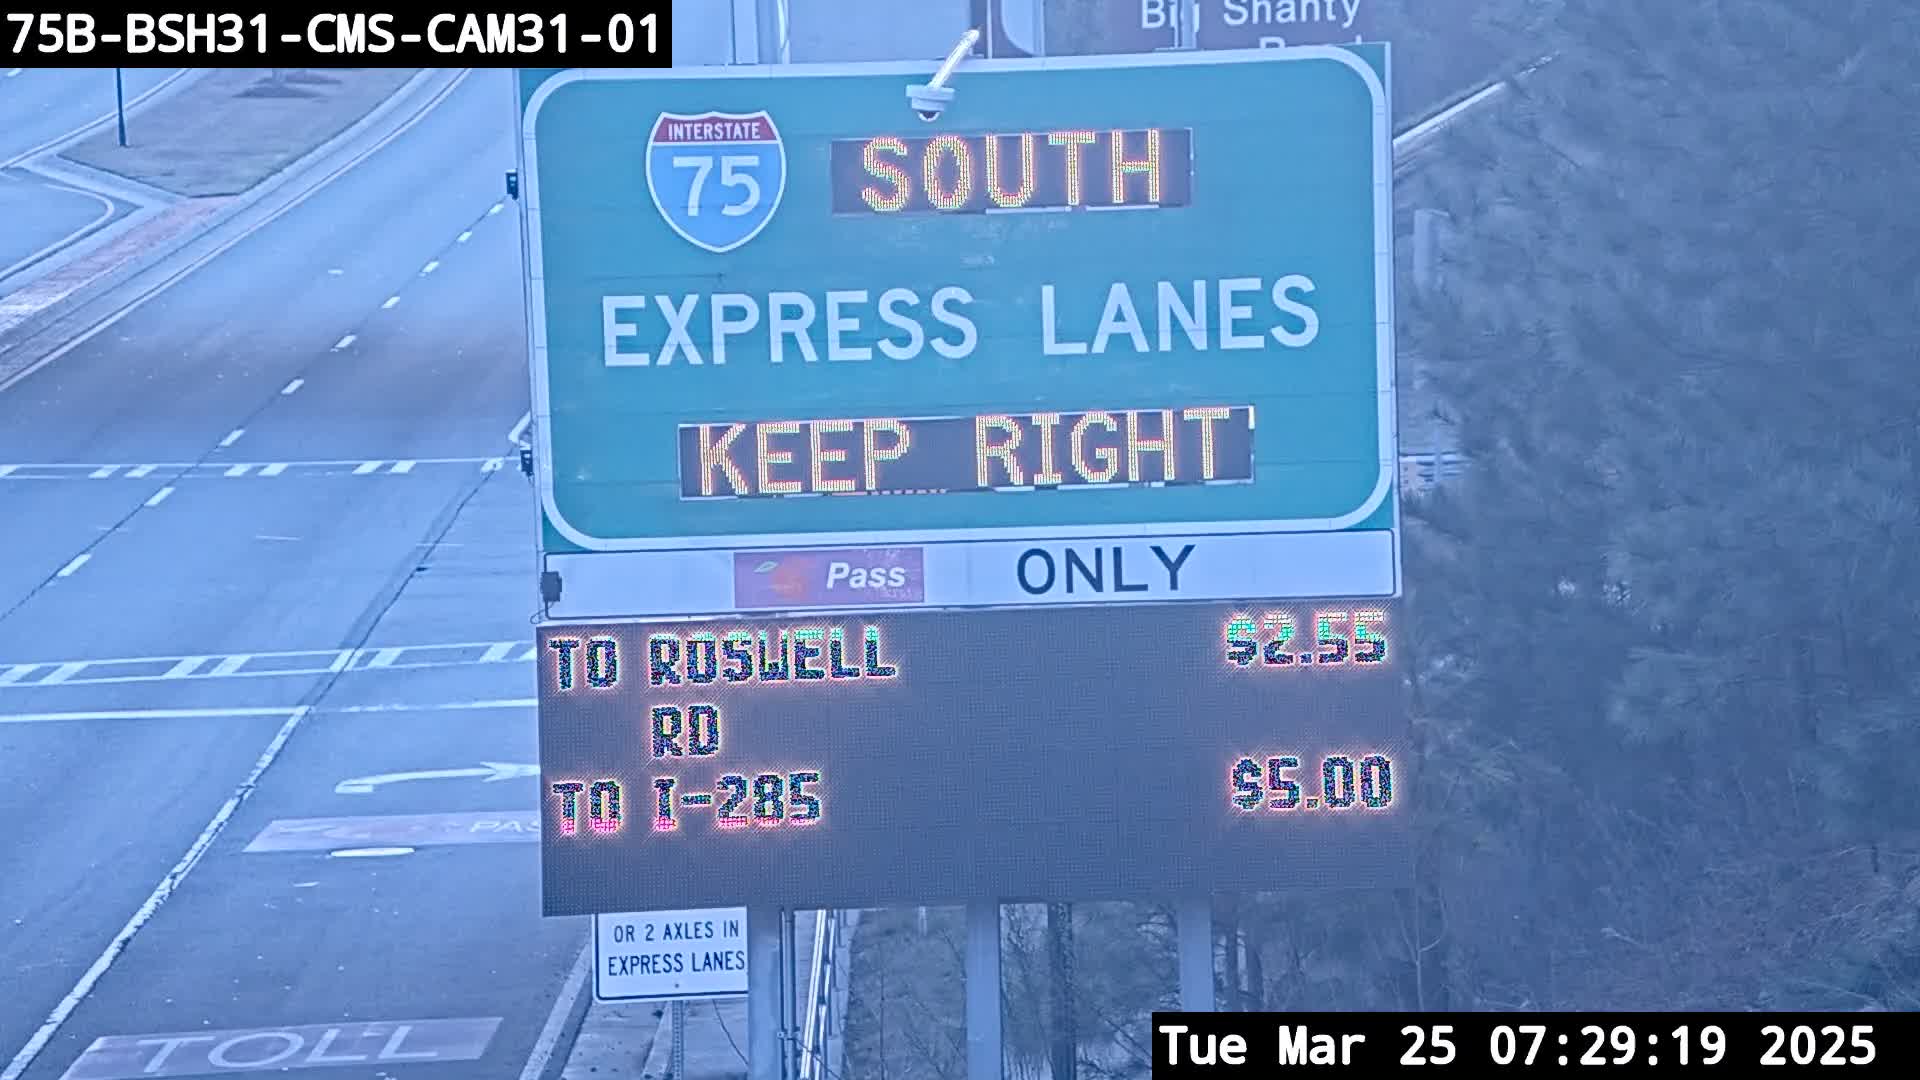 75B-BSH31-CMS-CAM31-01
Big Shanty
INTERSTATE
75
SOUTH
EXPRESS LANES
KEEP RIGHT
Pass ONLY
TO ROSWELL $2.55
RD
TO I-285 $5.00
OR 2 AXLES IN
EXPRESS LANES
TOLL
Tue Mar 25 07:29:19 2025